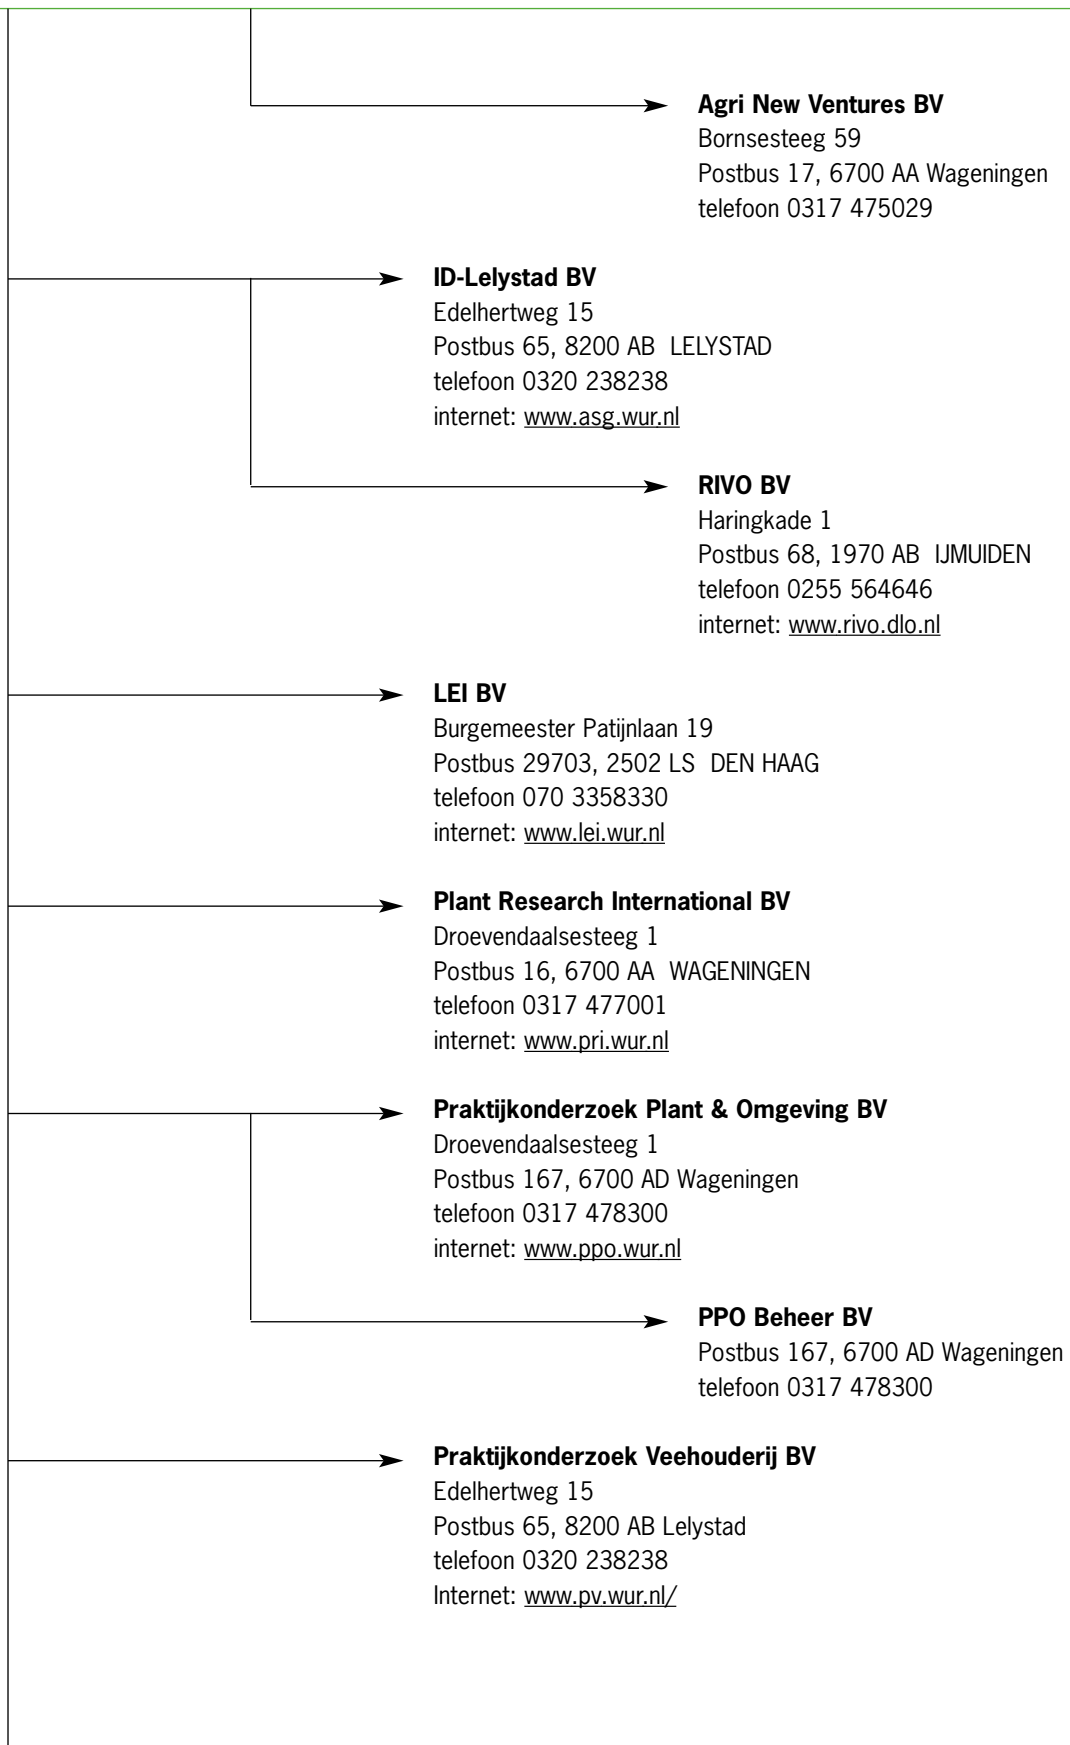 Agri New Ventures BV
Bornsesteeg 59
Postbus 17, 6700 AA Wageningen
telefoon 0317 475029
ID-Lelystad BV
Edelhertweg 15
Postbus 65, 8200 AB  LELYSTAD
telefoon 0320 238238
internet: www.asg.wur.nl
RIVO BV
Haringkade 1
Postbus 68, 1970 AB  IJMUIDEN
telefoon 0255 564646
internet: www.rivo.dlo.nl
LEI BV
Burgemeester Patijnlaan 19
Postbus 29703, 2502 LS  DEN HAAG
telefoon 070 3358330
internet: www.lei.wur.nl
Plant Research International BV
Droevendaalsesteeg 1
Postbus 16, 6700 AA  WAGENINGEN
telefoon 0317 477001
internet: www.pri.wur.nl
Praktijkonderzoek Plant & Omgeving BV
Droevendaalsesteeg 1
Postbus 167, 6700 AD Wageningen
telefoon 0317 478300
internet: www.ppo.wur.nl
PPO Beheer BV
Postbus 167, 6700 AD Wageningen
telefoon 0317 478300
Praktijkonderzoek Veehouderij BV
Edelhertweg 15
Postbus 65, 8200 AB Lelystad
telefoon 0320 238238
Internet: www.pv.wur.nl/